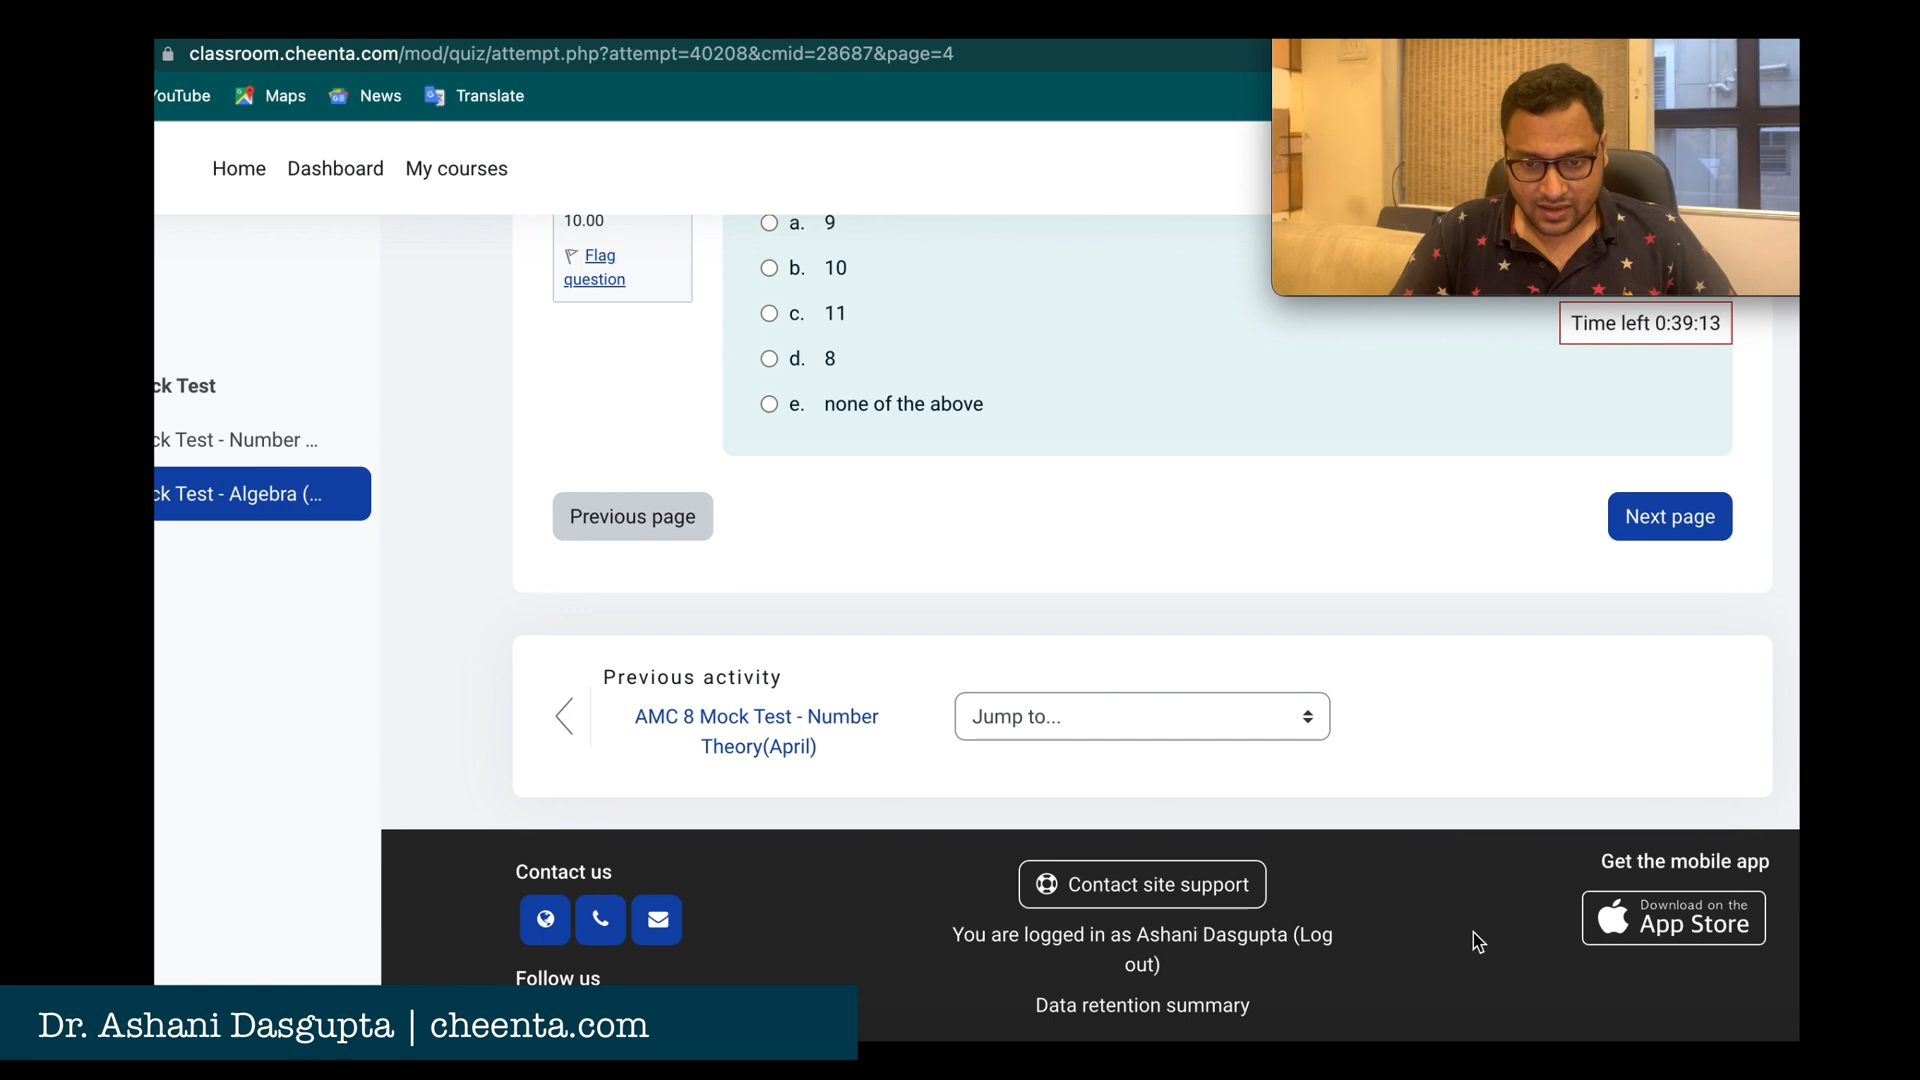 classroom.cheenta.com/mod/quiz/attempt.php?attempt=40208&cmid=28687&page=4
YouTube Maps News Translate
Home Dashboard My courses
10.00
Flag
question
a. 9
b. 10
c. 11
d. 8
e. none of the above
Time left 0:39:13
ck Test
ck Test - Number ...
ck Test - Algebra (...
Previous page
Next page
Previous activity
AMC 8 Mock Test - Number
Theory(April)
Jump to...
Contact us
Follow us
Contact site support
You are logged in as Ashani Dasgupta (Log
out)
Data retention summary
Get the mobile app
Download on the
App Store
Dr. Ashani Dasgupta | cheenta.com